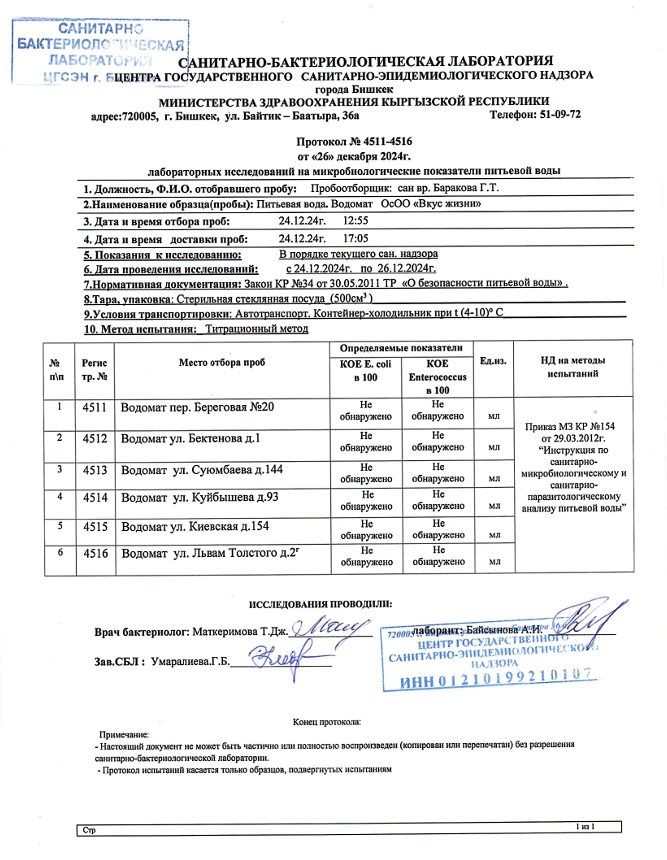 САНИТАРНО
БАКТЕРИОЛОГИЧЕСКАЯ
ЛАБОРАТОРИЯ
ЦГСЭН г.
САНИТАРНО-БАКТЕРИОЛОГИЧЕСКАЯ ЛАБОРАТОРИЯ
ЦЕНТРА ГОСУДАРСТВЕННОГО САНИТАРНО-ЭПИДЕМИОЛОГИЧЕСКОГО НАДЗОРА
города Бишкек
МИНИСТЕРСТВА ЗДРАВООХРАНЕНИЯ КЫРГЫЗСКОЙ РЕСПУБЛИКИ
адрес:720005, г. Бишкек, ул. Байтик – Баатыра, 36а Телефон: 51-09-72
Протокол № 4511-4516
от «26» декабря 2024г.
лабораторных исследований на микробиологические показатели питьевой воды
1. Должность, Ф.И.О. отобравшего пробу: Пробоотборщик: сан вр. Баракова Г.Т.
2.Наименование образца(пробы): Питьевая вода. Водомат ОсОО «Вкус жизни»
3. Дата и время отбора проб: 24.12.24г. 12:55
4. Дата и время доставки проб: 24.12.24г. 17:05
5. Показания к исследованию: В порядке текущего сан. надзора
6. Дата проведения исследований: с 24.12.2024г. по 26.12.2024г.
7.Нормативная документация: Закон КР №34 от 30.05.2011 ТР «О безопасности питьевой воды» .
8.Тара, упаковка: Стерильная стеклянная посуда (500см³ )
9.Условия транспортировки: Автотранспорт. Контейнер-холодильник при t (4-10)º С
10. Метод испытания: Титрационный метод
№ п\п Регис тр. № Место отбора проб Определяемые показатели Ед.из. НД на методы испытаний
КОЕ E. coli в 100 КОЕ Enterococcus в 100
1 4511 Водомат пер. Береговая №20 Не обнаружено Не обнаружено мл
2 4512 Водомат ул. Бектенова д.1 Не обнаружено Не обнаружено мл
3 4513 Водомат ул. Суюмбаева д.144 Не обнаружено Не обнаружено мл
4 4514 Водомат ул. Куйбышева д.93 Не обнаружено Не обнаружено мл
5 4515 Водомат ул. Киевская д.154 Не обнаружено Не обнаружено мл
6 4516 Водомат ул. Львам Толстого д.2г Не обнаружено Не обнаружено мл
Приказ МЗ КР №154
от 29.03.2012г.
“Инструкция по
санитарно-
микробиологическому и
санитарно-
паразитологическому
анализу питьевой воды”
ИССЛЕДОВАНИЯ ПРОВОДИЛИ:
Врач бактериолог: Маткеримова Т.Дж. лаборант: Байсынова А.И.
Зав.СБЛ : Умаралиева.Г.Б.
ЦЕНТР ГОСУДАРСТВЕННОГО
САНИТАРНО-ЭПИДЕМИОЛОГИЧЕСКОГО
НАДЗОРА
ИНН 01210199210107
Конец протокола:
Примечание:
- Настоящий документ не может быть частично или полностью воспроизведен (копирован или перепечатан) без разрешения
санитарно-бактериологической лаборатории.
- Протокол испытаний касается только образцов, подвергнутых испытаниям
Стр 1 из 1